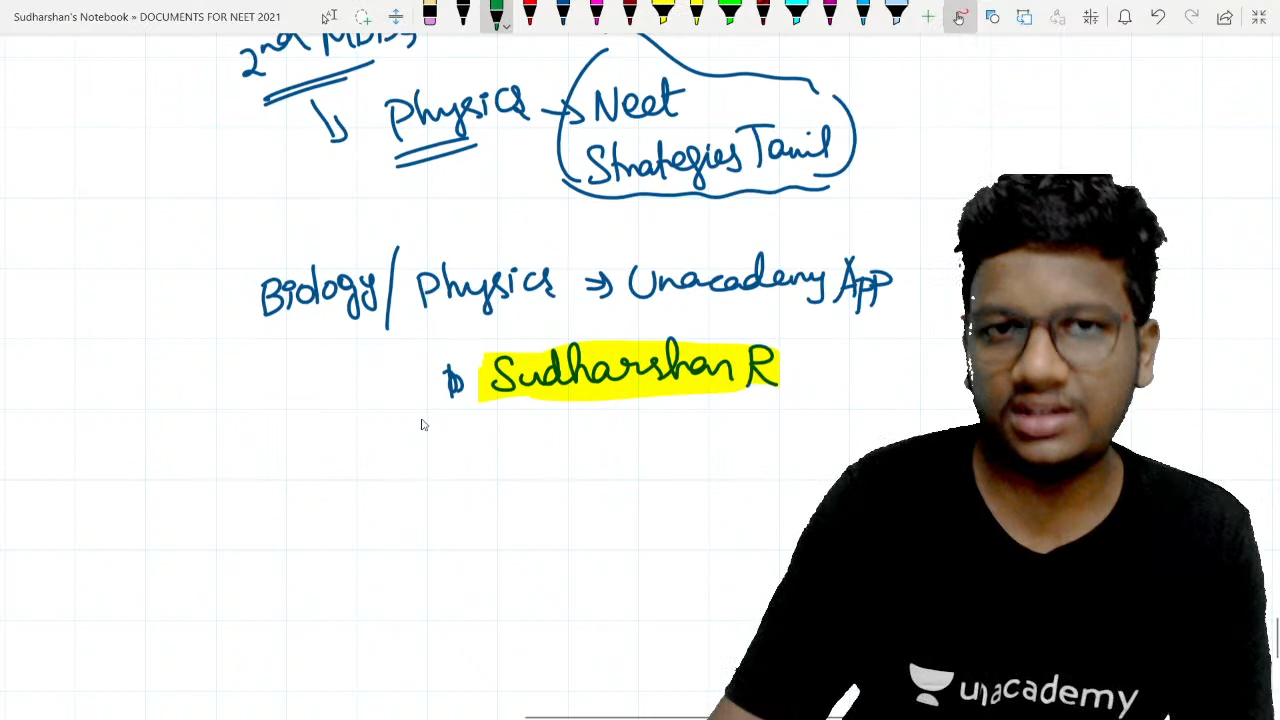 Sudharshan's Notebook » DOCUMENTS FOR NEET 2021
2nd MBBS
Physics → Neet
Strategies Tamil
Biology / Physics → Unacademy App
Sudharshan R
unacademy